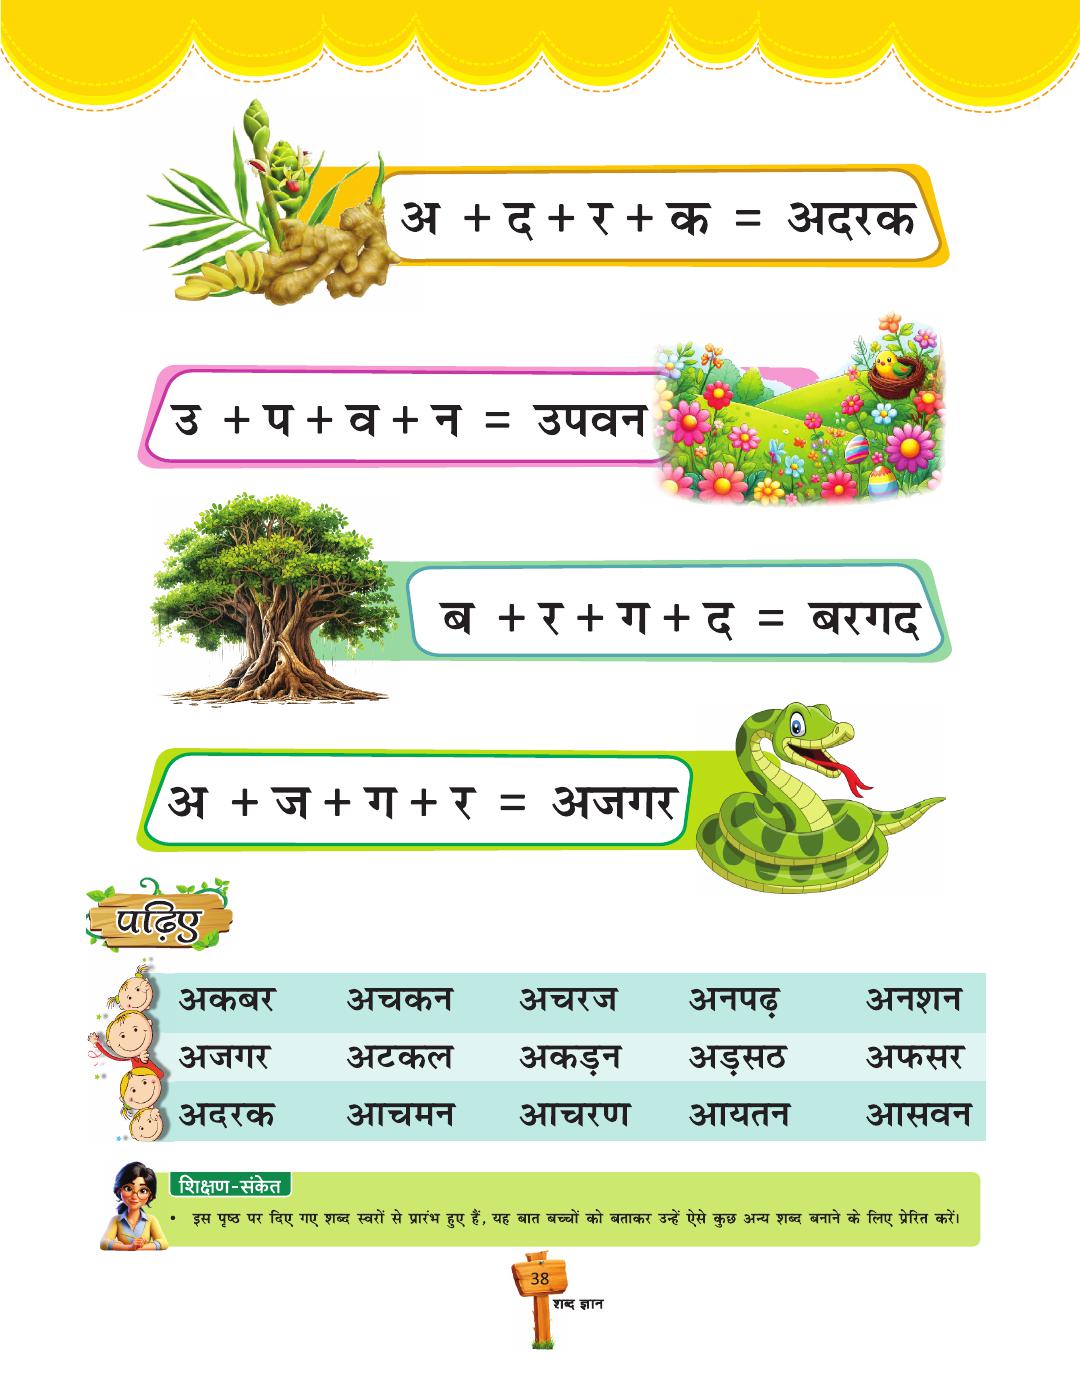 अ + द + र + क = अदरक
उ + प + व + न = उपवन
ब + र + ग + द = बरगद
अ + ज + ग + र = अजगर
पढ़िए
अकबर अचकन अचरज अनपढ़ अनशन
अजगर अटकल अकड़न अड़सठ अफसर
अदरक आचमन आचरण आयतन आसवन
शिक्षण-संकेत
• इस पृष्ठ पर दिए गए शब्द स्वरों से प्रारंभ हुए हैं, यह बात बच्चों को बताकर उन्हें ऐसे कुछ अन्य शब्द बनाने के लिए प्रेरित करें।
38
शब्द ज्ञान